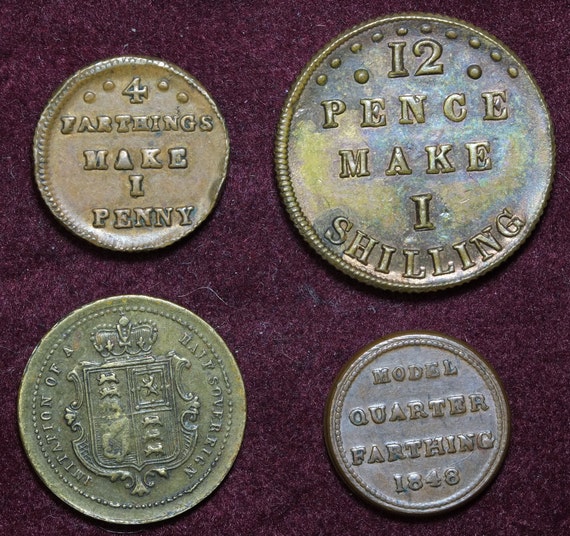 4
FARTHINGS
MAKE
1
PENNY
12
PENCE
MAKE
1
SHILLING
IMITATION OF A HALF SOVEREIGN
MODEL
QUARTER
FARTHING
1848